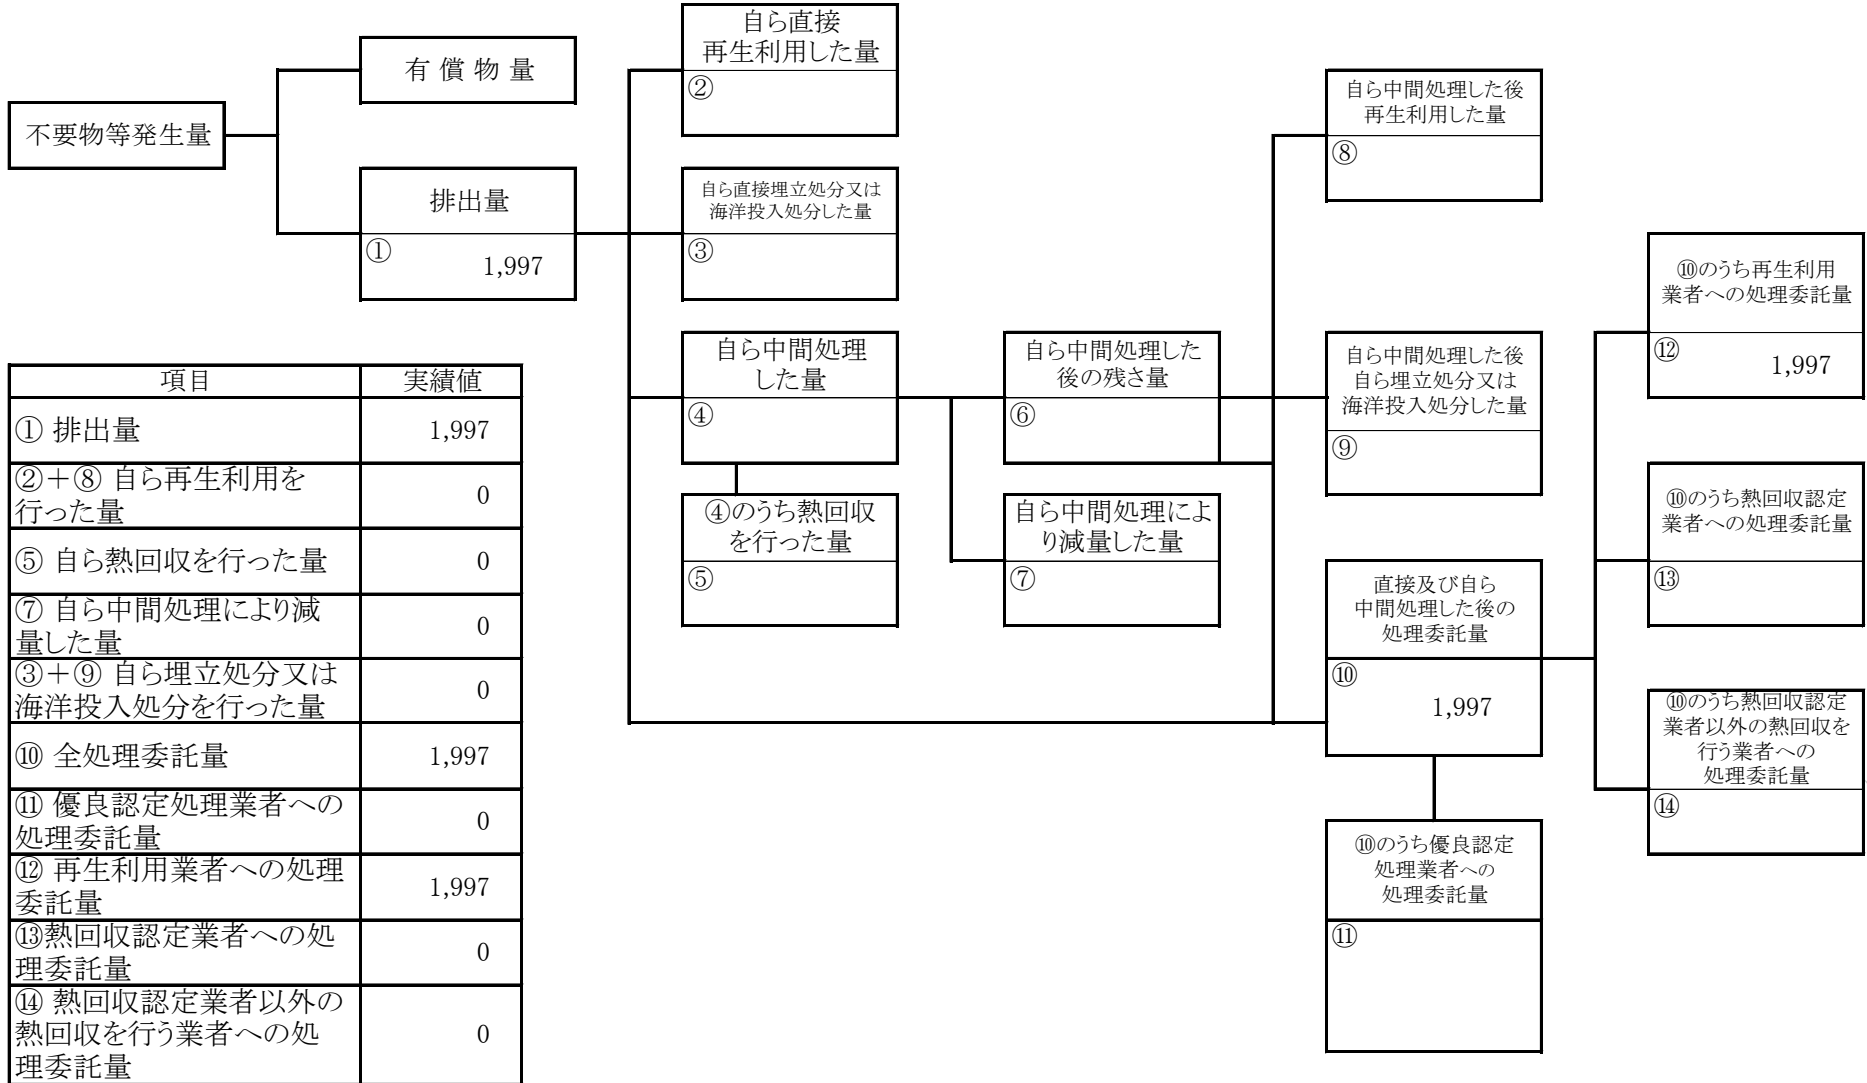 不要物等発生量
有 償 物 量
排出量
①
1,997
自ら直接
再生利用した量
②
自ら直接埋立処分又は
海洋投入処分した量
③
自ら中間処理
した量
④
④のうち熱回収
を行った量
⑤
自ら中間処理した
後の残さ量
⑥
自ら中間処理によ
り減量した量
⑦
自ら中間処理した後
再生利用した量
⑧
自ら中間処理した後
自ら埋立処分又は
海洋投入処分した量
⑨
直接及び自ら
中間処理した後の
処理委託量
⑩
1,997
⑩のうち優良認定
処理業者への
処理委託量
⑪
⑩のうち再生利用
業者への処理委託量
⑫
1,997
⑩のうち熱回収認定
業者への処理委託量
⑬
⑩のうち熱回収認定
業者以外の熱回収を
行う業者への
処理委託量
⑭
項目 実績値
① 排出量 1,997
②＋⑧ 自ら再生利用を
行った量 0
⑤ 自ら熱回収を行った量 0
⑦ 自ら中間処理により減
量した量 0
③＋⑨ 自ら埋立処分又は
海洋投入処分を行った量 0
⑩ 全処理委託量 1,997
⑪ 優良認定処理業者への
処理委託量 0
⑫ 再生利用業者への処理
委託量 1,997
⑬熱回収認定業者への処
理委託量 0
⑭ 熱回収認定業者以外の
熱回収を行う業者への処
理委託量 0